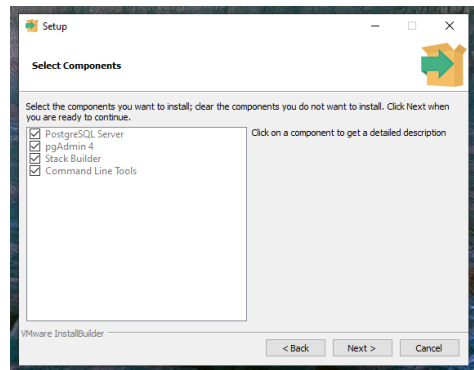 Setup
Select Components
Select the components you want to install; clear the components you do not want to install. Click Next when
you are ready to continue.
PostgreSQL Server
pgAdmin 4
Stack Builder
Command Line Tools
Click on a component to get a detailed description
VMware InstallBuilder
< Back
Next >
Cancel